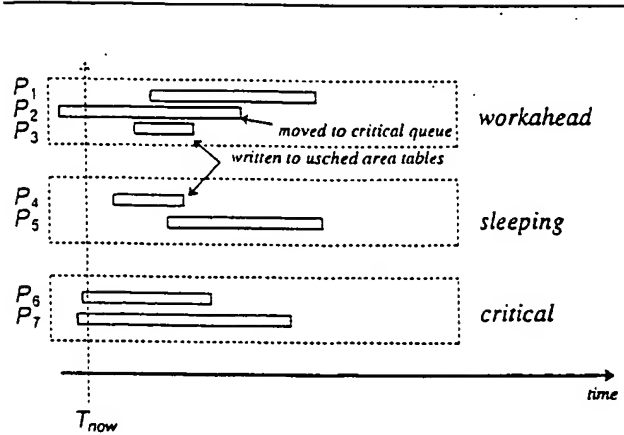 P1
P2
P3
moved to critical queue
workahead
written to usched area tables
P4
P5
sleeping
P6
P7
critical
time
Tnow